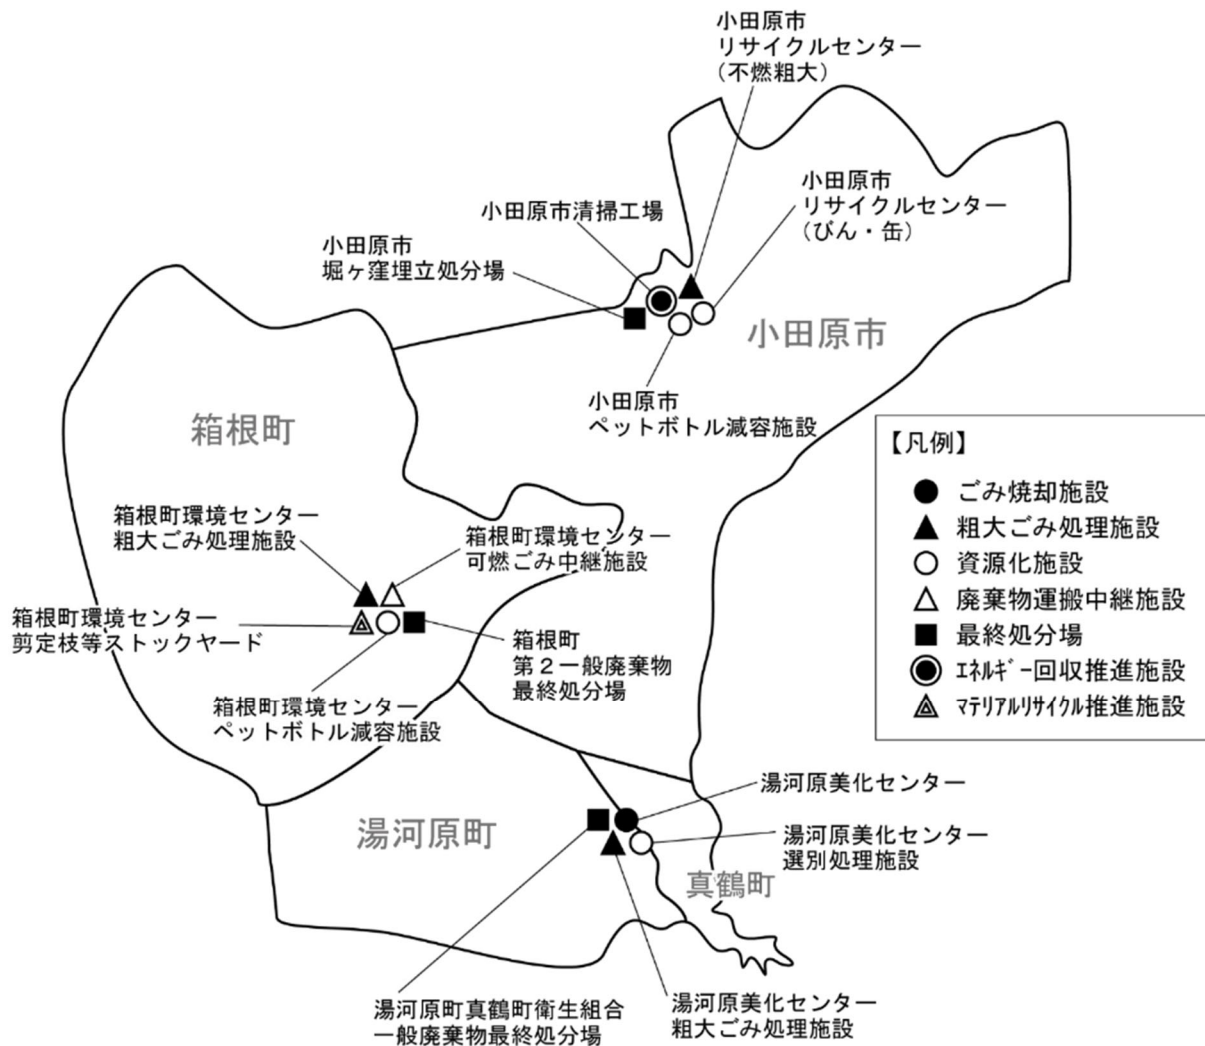 小田原市
リサイクルセンター
(不燃粗大)
小田原市
リサイクルセンター
(びん・缶)
小田原市清掃工場
小田原市
堀ヶ窪埋立処分場
小田原市
小田原市
ペットボトル減容施設
箱根町
箱根町環境センター
粗大ごみ処理施設
箱根町環境センター
可燃ごみ中継施設
箱根町環境センター
剪定枝等ストックヤード
箱根町
第2一般廃棄物
最終処分場
箱根町環境センター
ペットボトル減容施設
【凡例】
ごみ焼却施設
粗大ごみ処理施設
資源化施設
廃棄物運搬中継施設
最終処分場
ｴﾈﾙｷﾞｰ回収推進施設
ﾏﾃﾘｱﾙﾘｻｲｸﾙ推進施設
湯河原美化センター
湯河原町
湯河原美化センター
選別処理施設
真鶴町
湯河原町真鶴町衛生組合
一般廃棄物最終処分場
湯河原美化センター
粗大ごみ処理施設